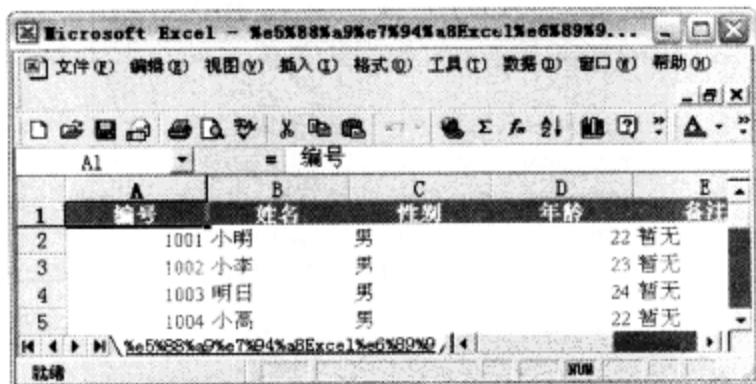 Microsoft Excel - %e5%88%a9%e7%94%a8Excel%e6%89%9...
文件(F) 编辑(E) 视图(V) 插入(I) 格式(O) 工具(T) 数据(D) 窗口(W) 帮助(H)
A1 = 编号
A B C D E
1 编号 姓名 性别 年龄 备注
2 1001 小明 男 22 暂无
3 1002 小李 男 23 暂无
4 1003 明日 男 24 暂无
5 1004 小高 男 22 暂无
%e5%88%a9%e7%94%a8Excel%e6%89%9
就绪 NUM